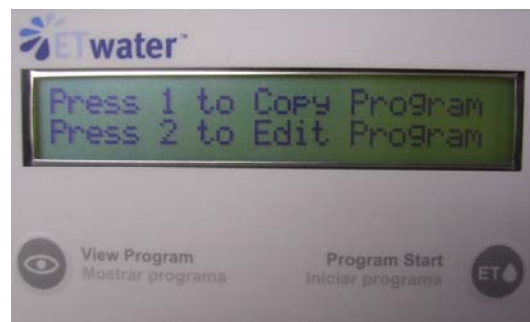 ETwater™
Press 1 to Copy Program
Press 2 to Edit Program
View Program
Mostrar programa
Program Start
Iniciar programa
ET